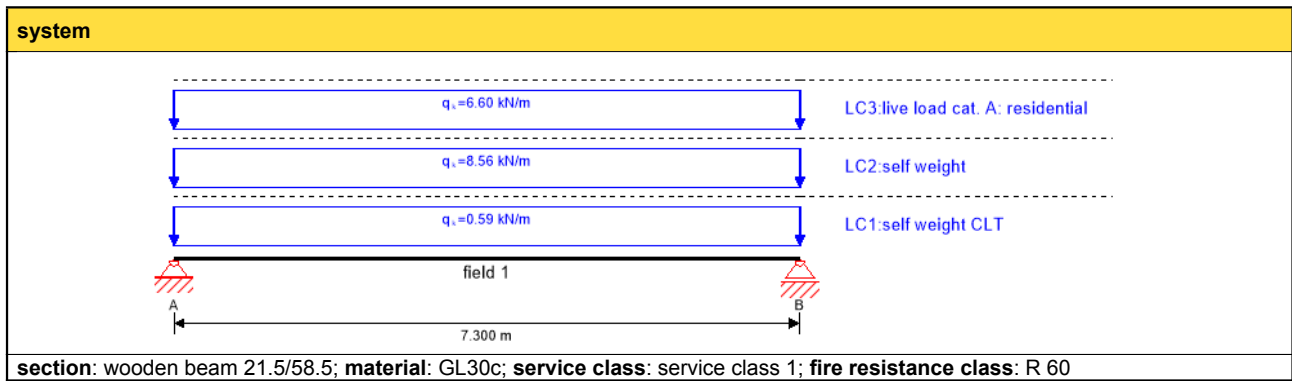 system
qₖ=6.60 kN/m
LC3:live load cat. A: residential
qₖ=8.56 kN/m
LC2:self weight
qₖ=0.59 kN/m
LC1:self weight CLT
field 1
A
B
7.300 m
section: wooden beam 21.5/58.5; material: GL30c; service class: service class 1; fire resistance class: R 60